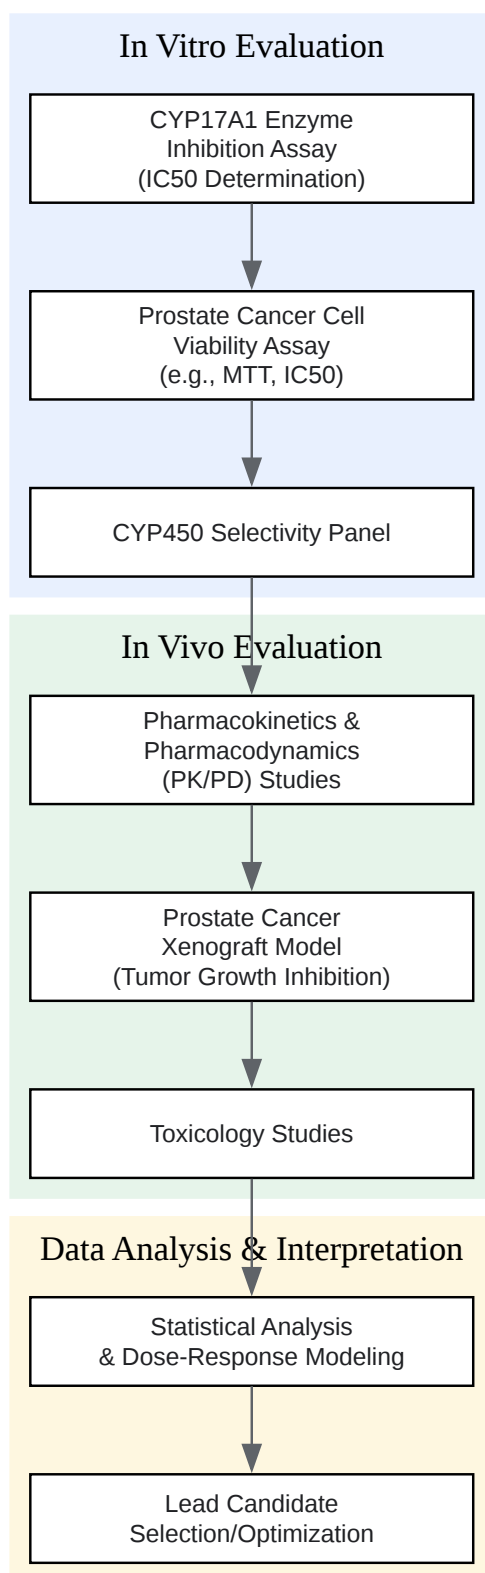 In Vitro Evaluation
CYP17A1 Enzyme
Inhibition Assay
(IC50 Determination)
Prostate Cancer Cell
Viability Assay
(e.g., MTT, IC50)
CYP450 Selectivity Panel
In Vivo Evaluation
Pharmacokinetics &
Pharmacodynamics
(PK/PD) Studies
Prostate Cancer
Xenograft Model
(Tumor Growth Inhibition)
Toxicology Studies
Data Analysis & Interpretation
Statistical Analysis
& Dose-Response Modeling
Lead Candidate
Selection/Optimization